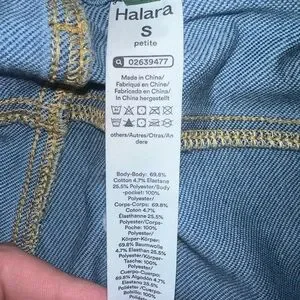 Halara
S
petite
02639477
Made in China/
Fabriqué en Chine/
Fabricado en China/
In China hergestellt
others/Autres/Otras/An
dere
Body-Body: 69.8%
Cotton 4.7% Elastane
25.5% Polyester/Body
-pocket: 100%
Polyester/
Corps-Corps: 69.8%
Coton 4.7%
Élasthanne 25.5%
Polyester/Corps-
Poche: 100%
Polyester/
Körper-Körper:
69.8% Baumwolle
4.7% Elasthan 25.5%
Polyester/Körper-
Tasche: 100%
Polyester/
Cuerpo-Cuerpo:
69.8% Algodón 4.7%
Elastano 25.5%
Poliéster/Cuerpo-